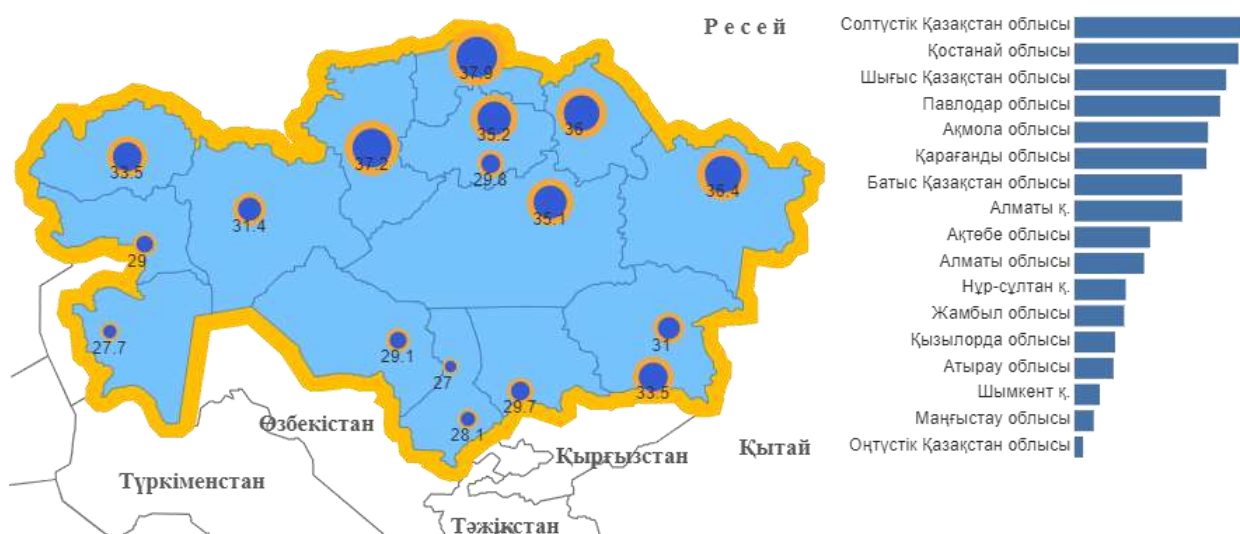 Ресей
37.9
35.2
36
37.2
33.5
29.8
36.4
35.1
31.4
29
27.7
29.1
31
27
33.5
29.7
28.1
Өзбекістан
Қырғызстан
Қытай
Түркіменстан
Тәжікстан
Солтүстік Қазақстан облысы
Қостанай облысы
Шығыс Қазақстан облысы
Павлодар облысы
Ақмола облысы
Қарағанды облысы
Батыс Қазақстан облысы
Алматы қ.
Ақтөбе облысы
Алматы облысы
Нұр-сұлтан қ.
Жамбыл облысы
Қызылорда облысы
Атырау облысы
Шымкент қ.
Маңғыстау облысы
Оңтүстік Қазақстан облысы